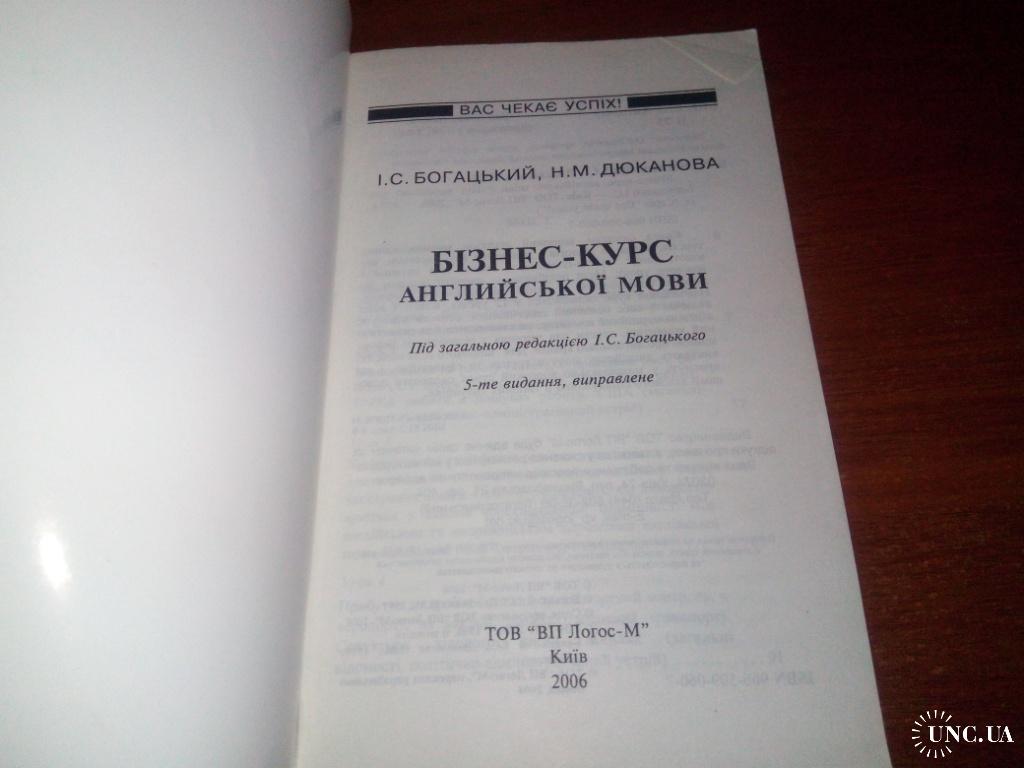 ВАС ЧЕКАЄ УСПІХ!
І.С. БОГАЦЬКИЙ, Н.М. ДЮКАНОВА
БІЗНЕС-КУРС
АНГЛИЙСЬКОЇ МОВИ
Під загальною редакцією І.С. Богацького
5-те видання, виправлене
ТОВ “ВП Логос-М”
Київ
2006
UNC.UA